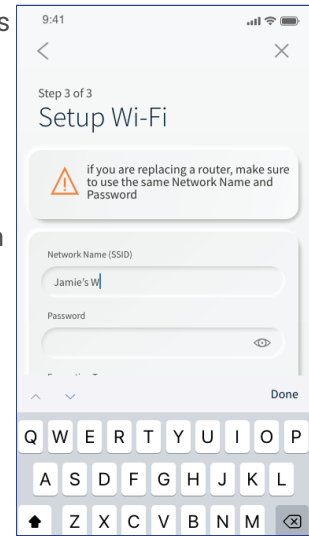 s
9:41
Step 3 of 3
Setup Wi-Fi
if you are replacing a router, make sure
to use the same Network Name and
Password
Network Name (SSID)
Jamie's W
Password
Done
Q W E R T Y U I O P
A S D F G H J K L
Z X C V B N M